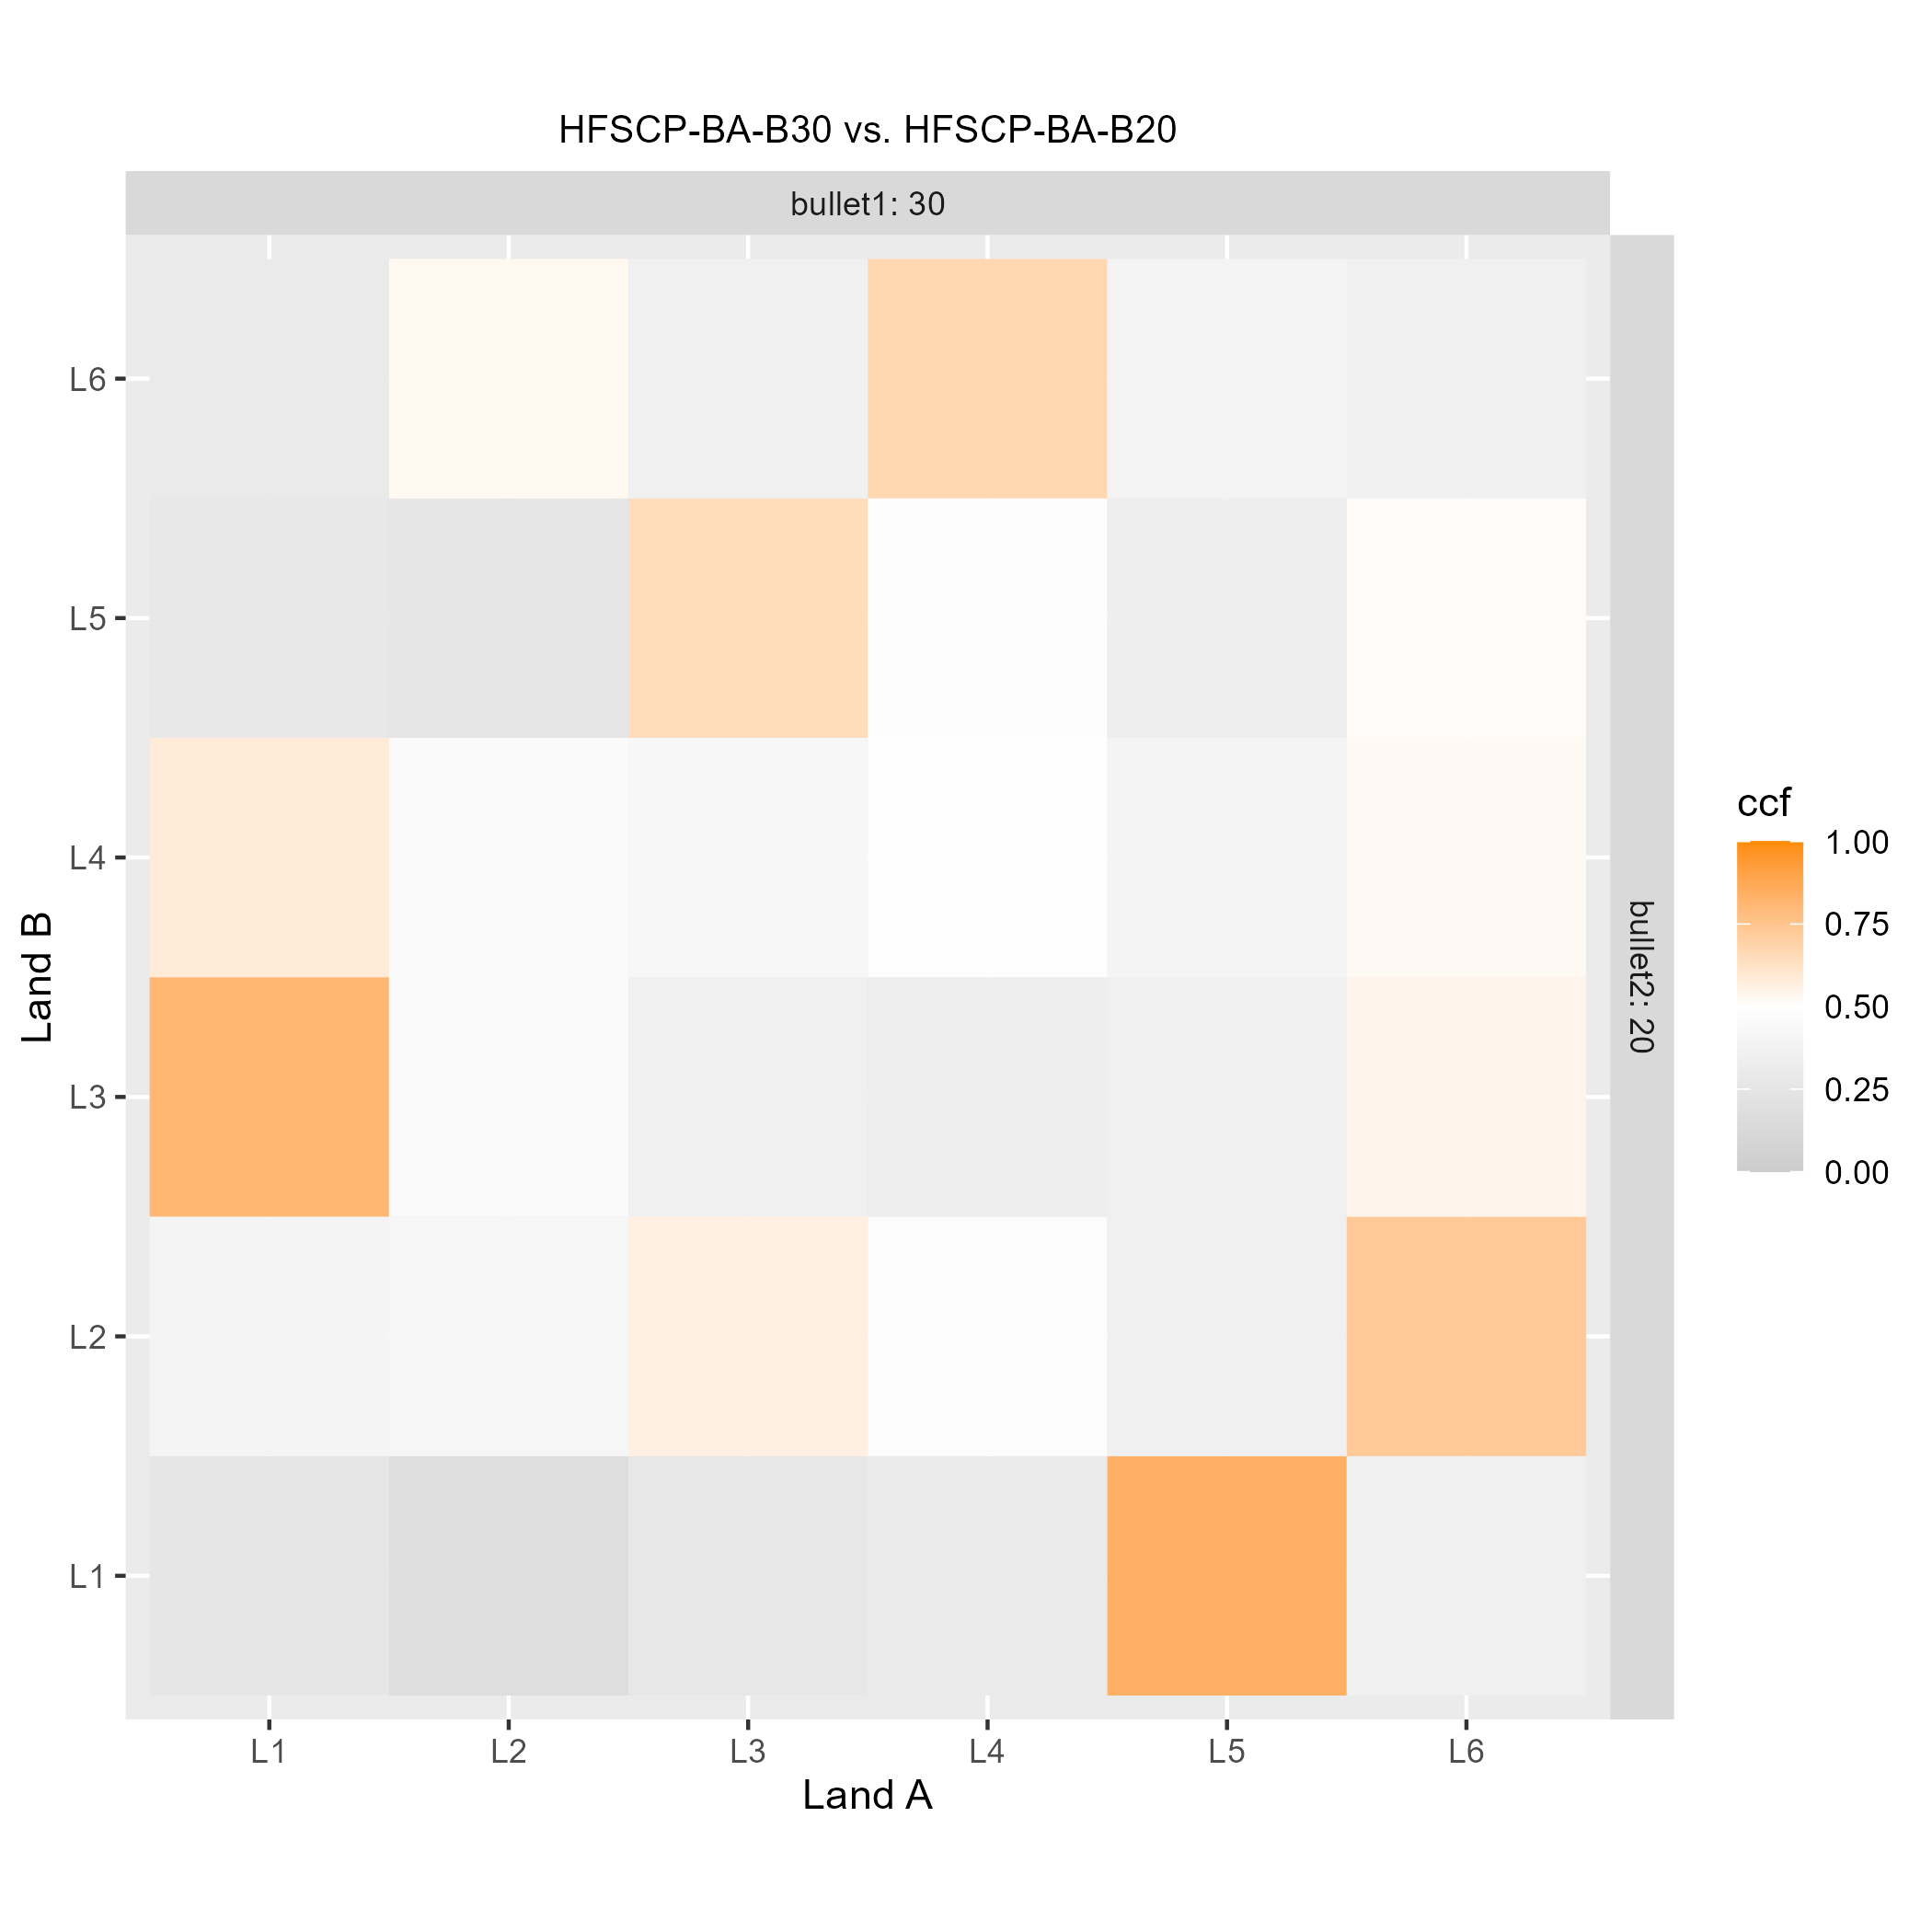 HFSCP-BA-B30 vs. HFSCP-BA-B20
bullet1: 30
L6
L5
L4
L3
L2
L1
Land B
bullet2: 20
L1 L2 L3 L4 L5 L6
Land A
ccf
1.00
0.75
0.50
0.25
0.00